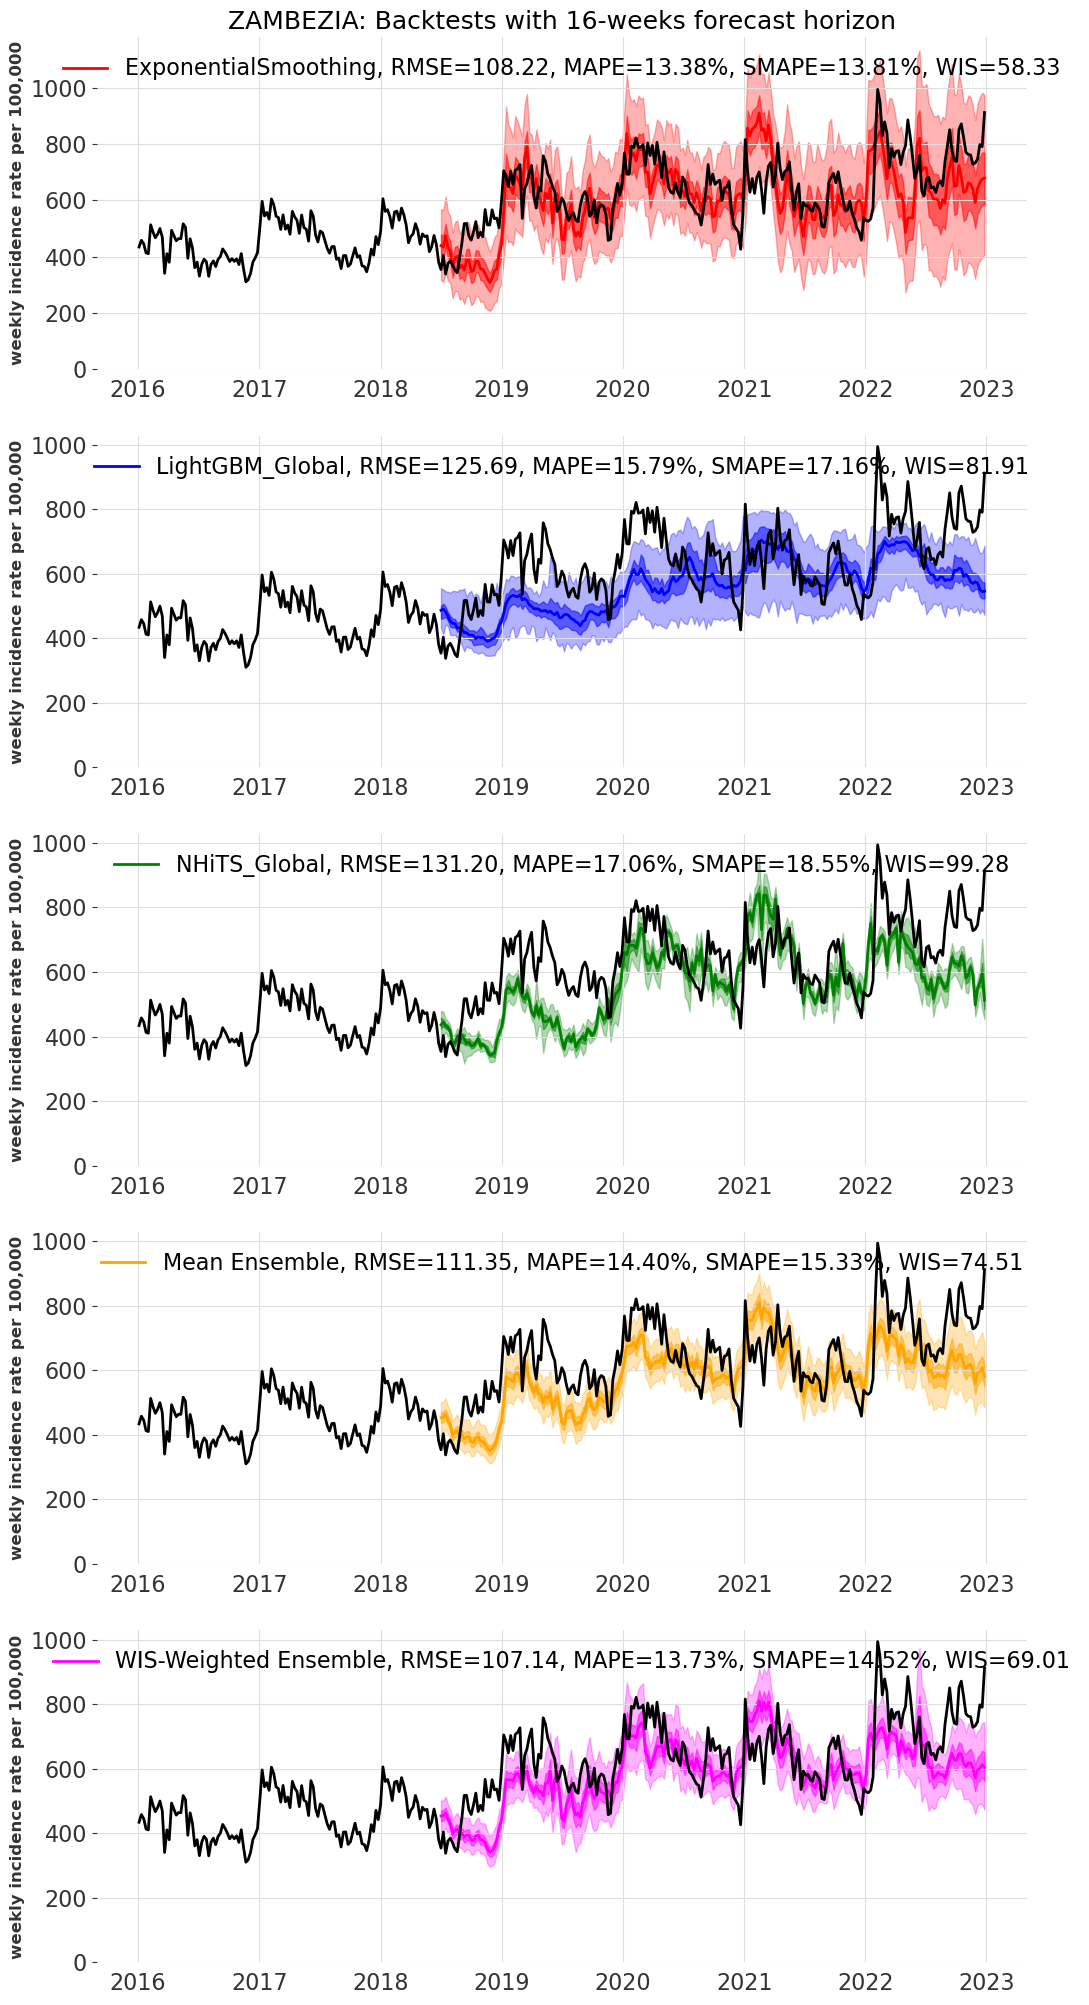 ZAMBEZIA: Backtests with 16-weeks forecast horizon
weekly incidence rate per 100,000
ExponentialSmoothing, RMSE=108.22, MAPE=13.38%, SMAPE=13.81%, WIS=58.33
1000
800
600
400
200
0
2016 2017 2018 2019 2020 2021 2022 2023
weekly incidence rate per 100,000
LightGBM_Global, RMSE=125.69, MAPE=15.79%, SMAPE=17.16%, WIS=81.91
1000
800
600
400
200
0
2016 2017 2018 2019 2020 2021 2022 2023
weekly incidence rate per 100,000
NHiTS_Global, RMSE=131.20, MAPE=17.06%, SMAPE=18.55%, WIS=99.28
1000
800
600
400
200
0
2016 2017 2018 2019 2020 2021 2022 2023
weekly incidence rate per 100,000
Mean Ensemble, RMSE=111.35, MAPE=14.40%, SMAPE=15.33%, WIS=74.51
1000
800
600
400
200
0
2016 2017 2018 2019 2020 2021 2022 2023
weekly incidence rate per 100,000
WIS-Weighted Ensemble, RMSE=107.14, MAPE=13.73%, SMAPE=14.52%, WIS=69.01
1000
800
600
400
200
0
2016 2017 2018 2019 2020 2021 2022 2023